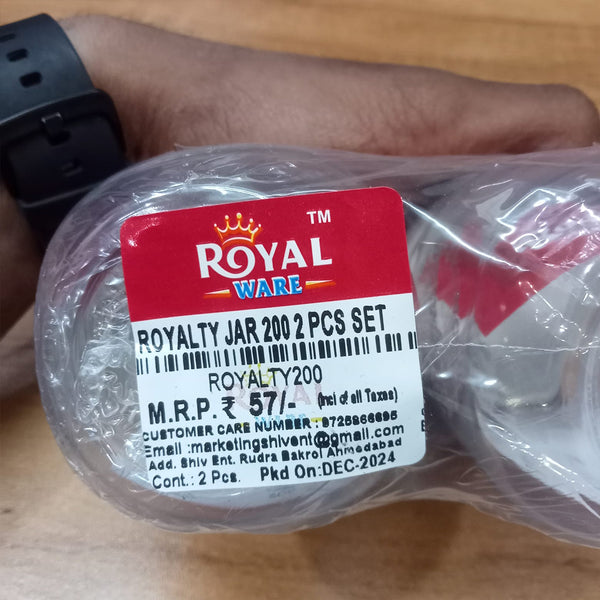 TM
ROYAL
WARE
ROYALTY JAR 200 2 PCS SET
ROYALTY200
M.R.P. ₹ 57/- (Incl of all Taxes)
CUSTOMER CARE NUMBER : 9725866695
Email :marketingshivent@gmail.com
Add. Shiv Ent. Rudra Bakrol Ahmedabad
Cont.: 2 Pcs. Pkd On:DEC-2024